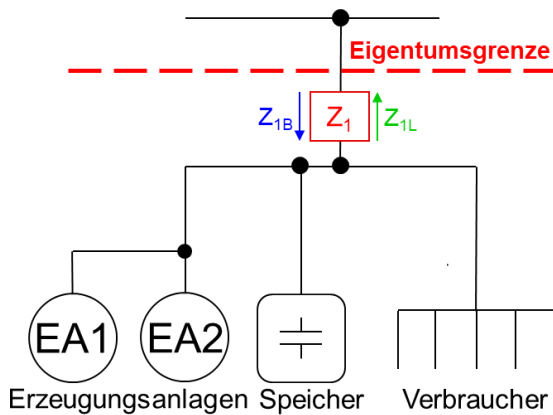 Eigentumsgrenze
Z1B Z1 Z1L
EA1 EA2
Erzeugungsanlagen Speicher Verbraucher